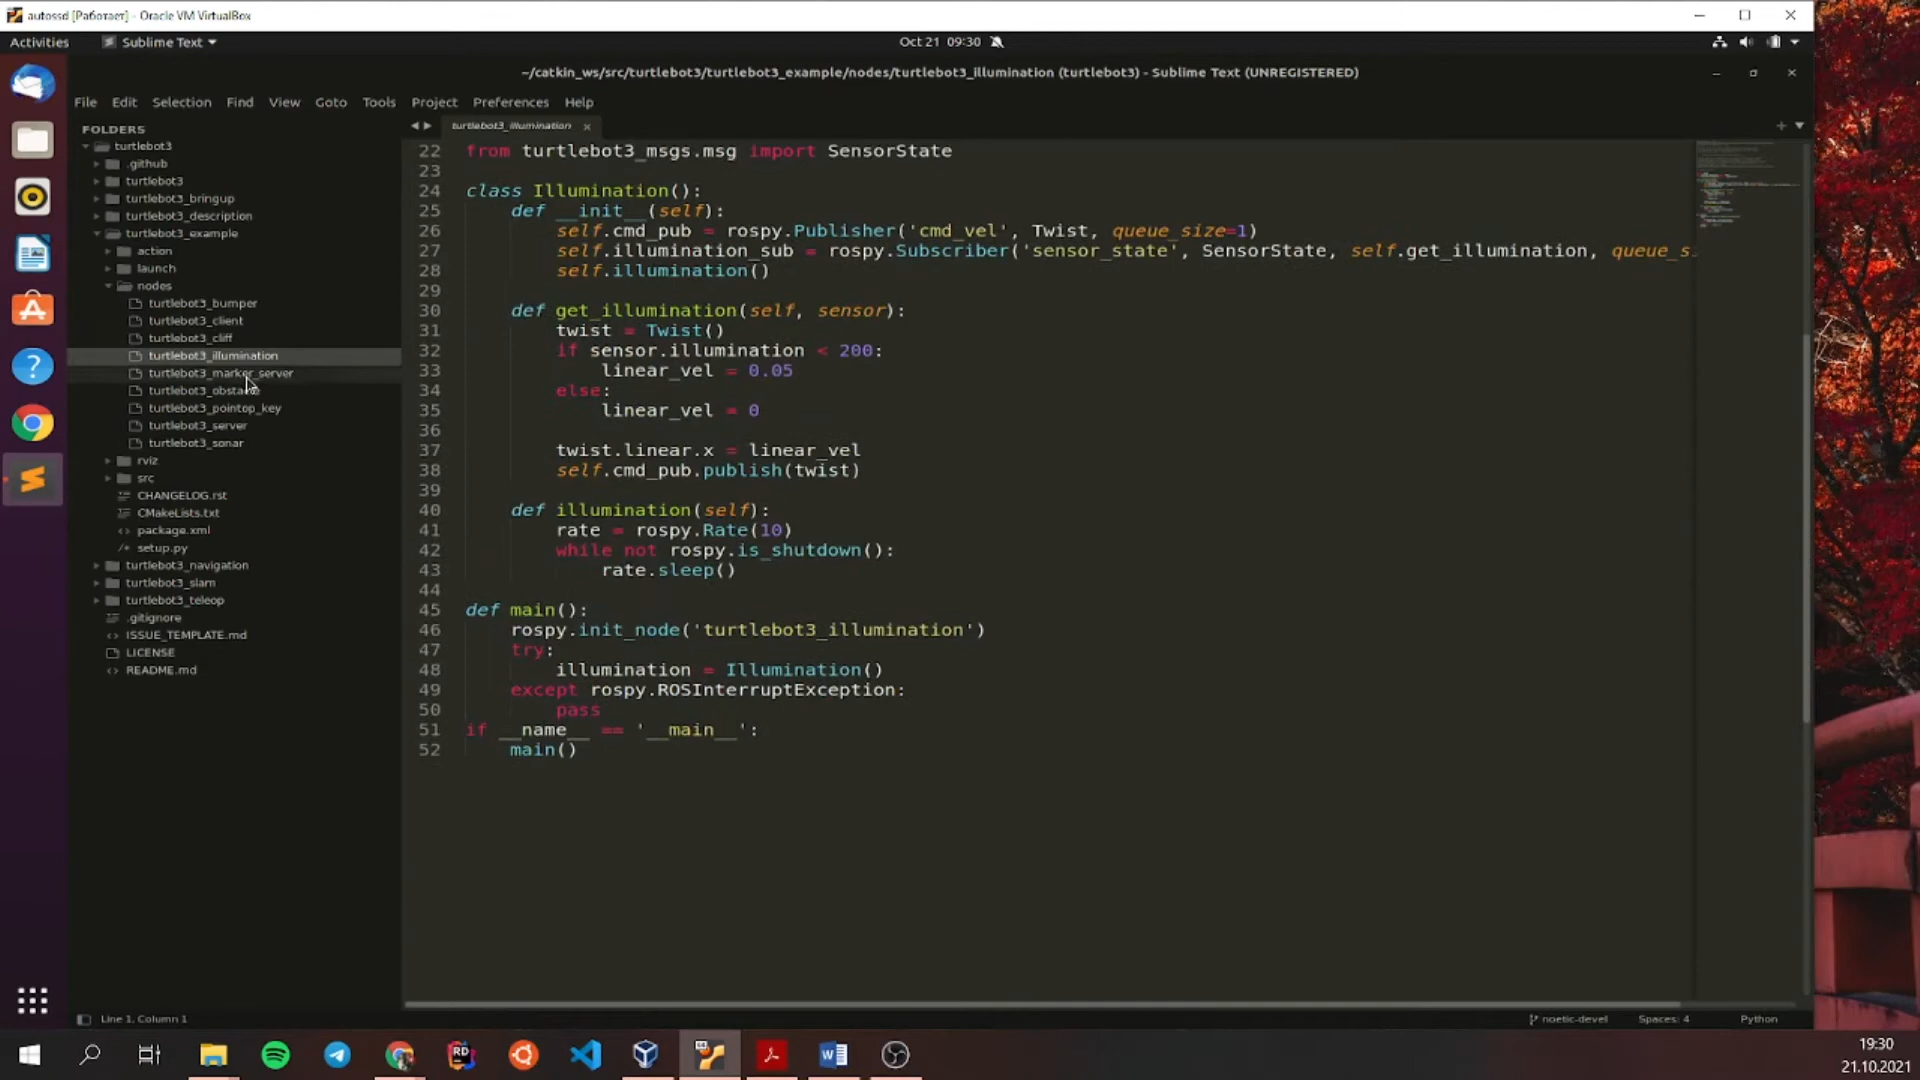 autossd [Работает] - Oracle VM VirtualBox
Activities Sublime Text Oct 21 09:30
~/catkin_ws/src/turtlebot3/turtlebot3_example/nodes/turtlebot3_illumination (turtlebot3) - Sublime Text (UNREGISTERED)
File Edit Selection Find View Goto Tools Project Preferences Help
FOLDERS
turtlebot3
.github
turtlebot3
turtlebot3_bringup
turtlebot3_description
turtlebot3_example
action
launch
nodes
turtlebot3_bumper
turtlebot3_client
turtlebot3_cliff
turtlebot3_illumination
turtlebot3_marker_server
turtlebot3_pointop_key
turtlebot3_server
turtlebot3_sonar
rviz
src
CHANGELOG.rst
CMakeLists.txt
package.xml
setup.py
turtlebot3_navigation
turtlebot3_slam
turtlebot3_teleop
.gitignore
ISSUE_TEMPLATE.md
LICENSE
README.md
turtlebot3_illumination
22 from turtlebot3_msgs.msg import SensorState
23
24 class Illumination():
25 def __init__(self):
26 self.cmd_pub = rospy.Publisher('cmd_vel', Twist, queue_size=1)
27 self.illumination_sub = rospy.Subscriber('sensor_state', SensorState, self.get_illumination, queue_s
28 self.illumination()
29
30 def get_illumination(self, sensor):
31 twist = Twist()
32 if sensor.illumination < 200:
33 linear_vel = 0.05
34 else:
35 linear_vel = 0
36
37 twist.linear.x = linear_vel
38 self.cmd_pub.publish(twist)
39
40 def illumination(self):
41 rate = rospy.Rate(10)
42 while not rospy.is_shutdown():
43 rate.sleep()
44
45 def main():
46 rospy.init_node('turtlebot3_illumination')
47 try:
48 illumination = Illumination()
49 except rospy.ROSInterruptException:
50 pass
51 if __name__ == '__main__':
52 main()
Line 1, Column 1 noetic-devel Spaces: 4 Python
19:30
21.10.2021